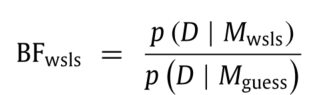 BF_wsls = p (D | M_wsls) / p (D | M_guess)